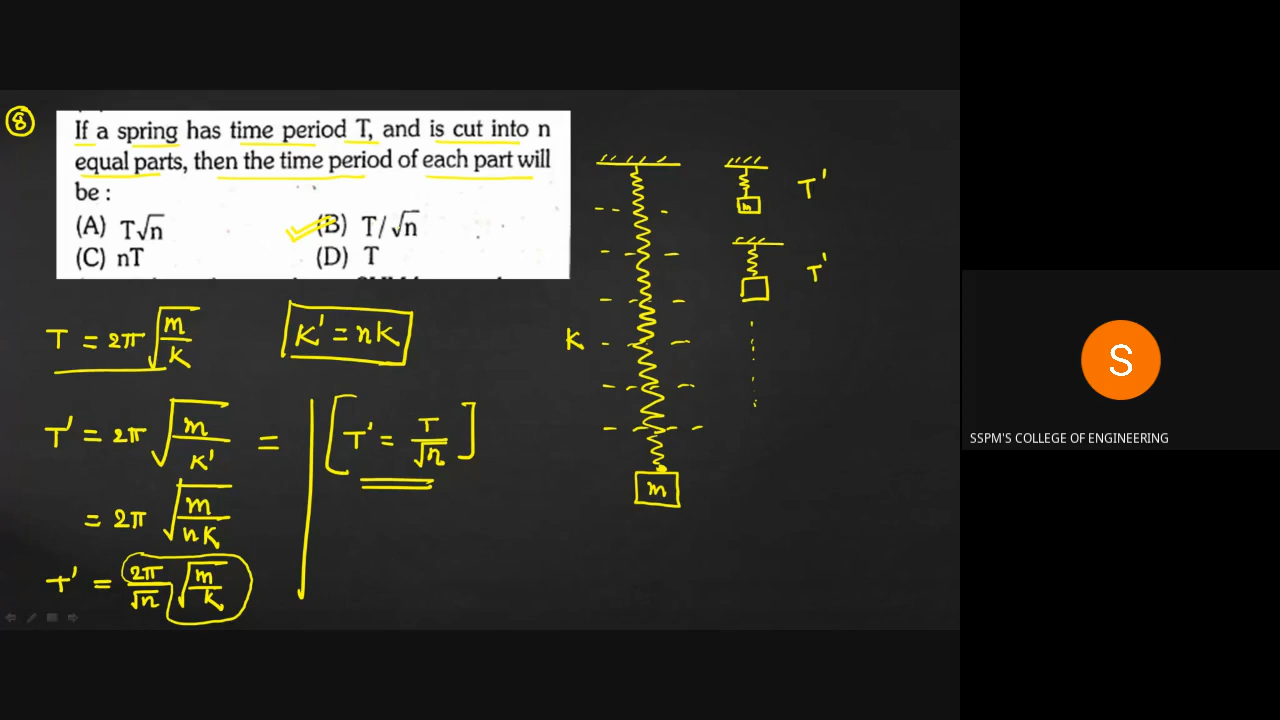 8
If a spring has time period T, and is cut into n
equal parts, then the time period of each part will
be :
(A) T√n (B) T/√n
(C) nT (D) T
T = 2π √(m/K)
K' = nK
T' = 2π √(m/K') =
= 2π √(m/nK)
T' = 2π/√n √(m/K)
[T' = T/√n]
K
m
m T'
T'
S
SSPM'S COLLEGE OF ENGINEERING